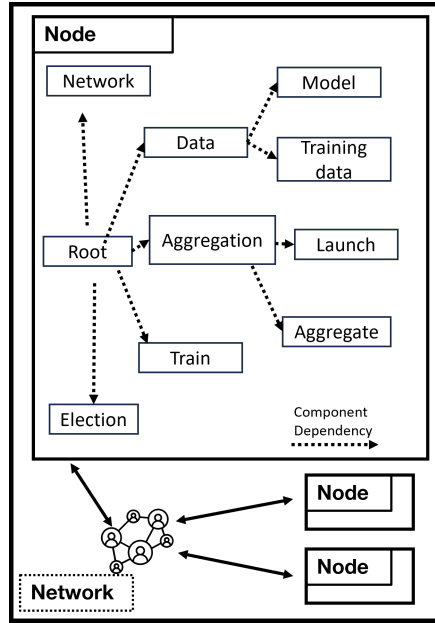 Node
Network
Model
Data
Training
data
Root
Aggregation
Launch
Train
Aggregate
Election
Component
Dependency
Node
Node
Network